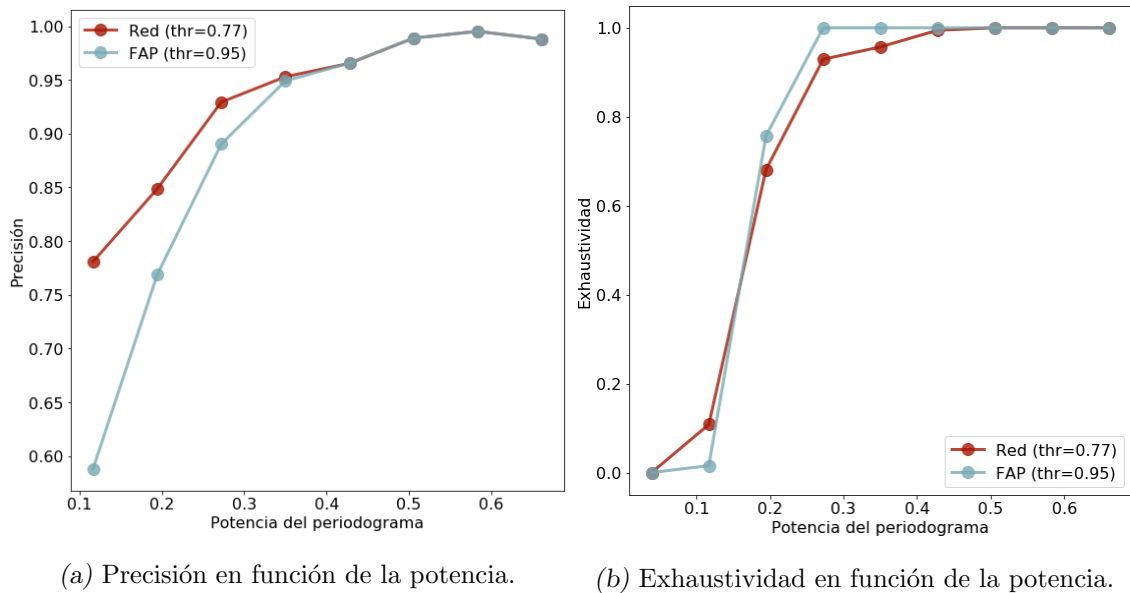 1.00
0.95
0.90
0.85
0.80
0.75
0.70
0.65
0.60
Precisión
Red (thr=0.77)
FAP (thr=0.95)
0.1 0.2 0.3 0.4 0.5 0.6
Potencia del periodograma
(a) Precisión en función de la potencia.
1.0
0.8
0.6
0.4
0.2
0.0
Exhaustividad
Red (thr=0.77)
FAP (thr=0.95)
0.1 0.2 0.3 0.4 0.5 0.6
Potencia del periodograma
(b) Exhaustividad en función de la potencia.